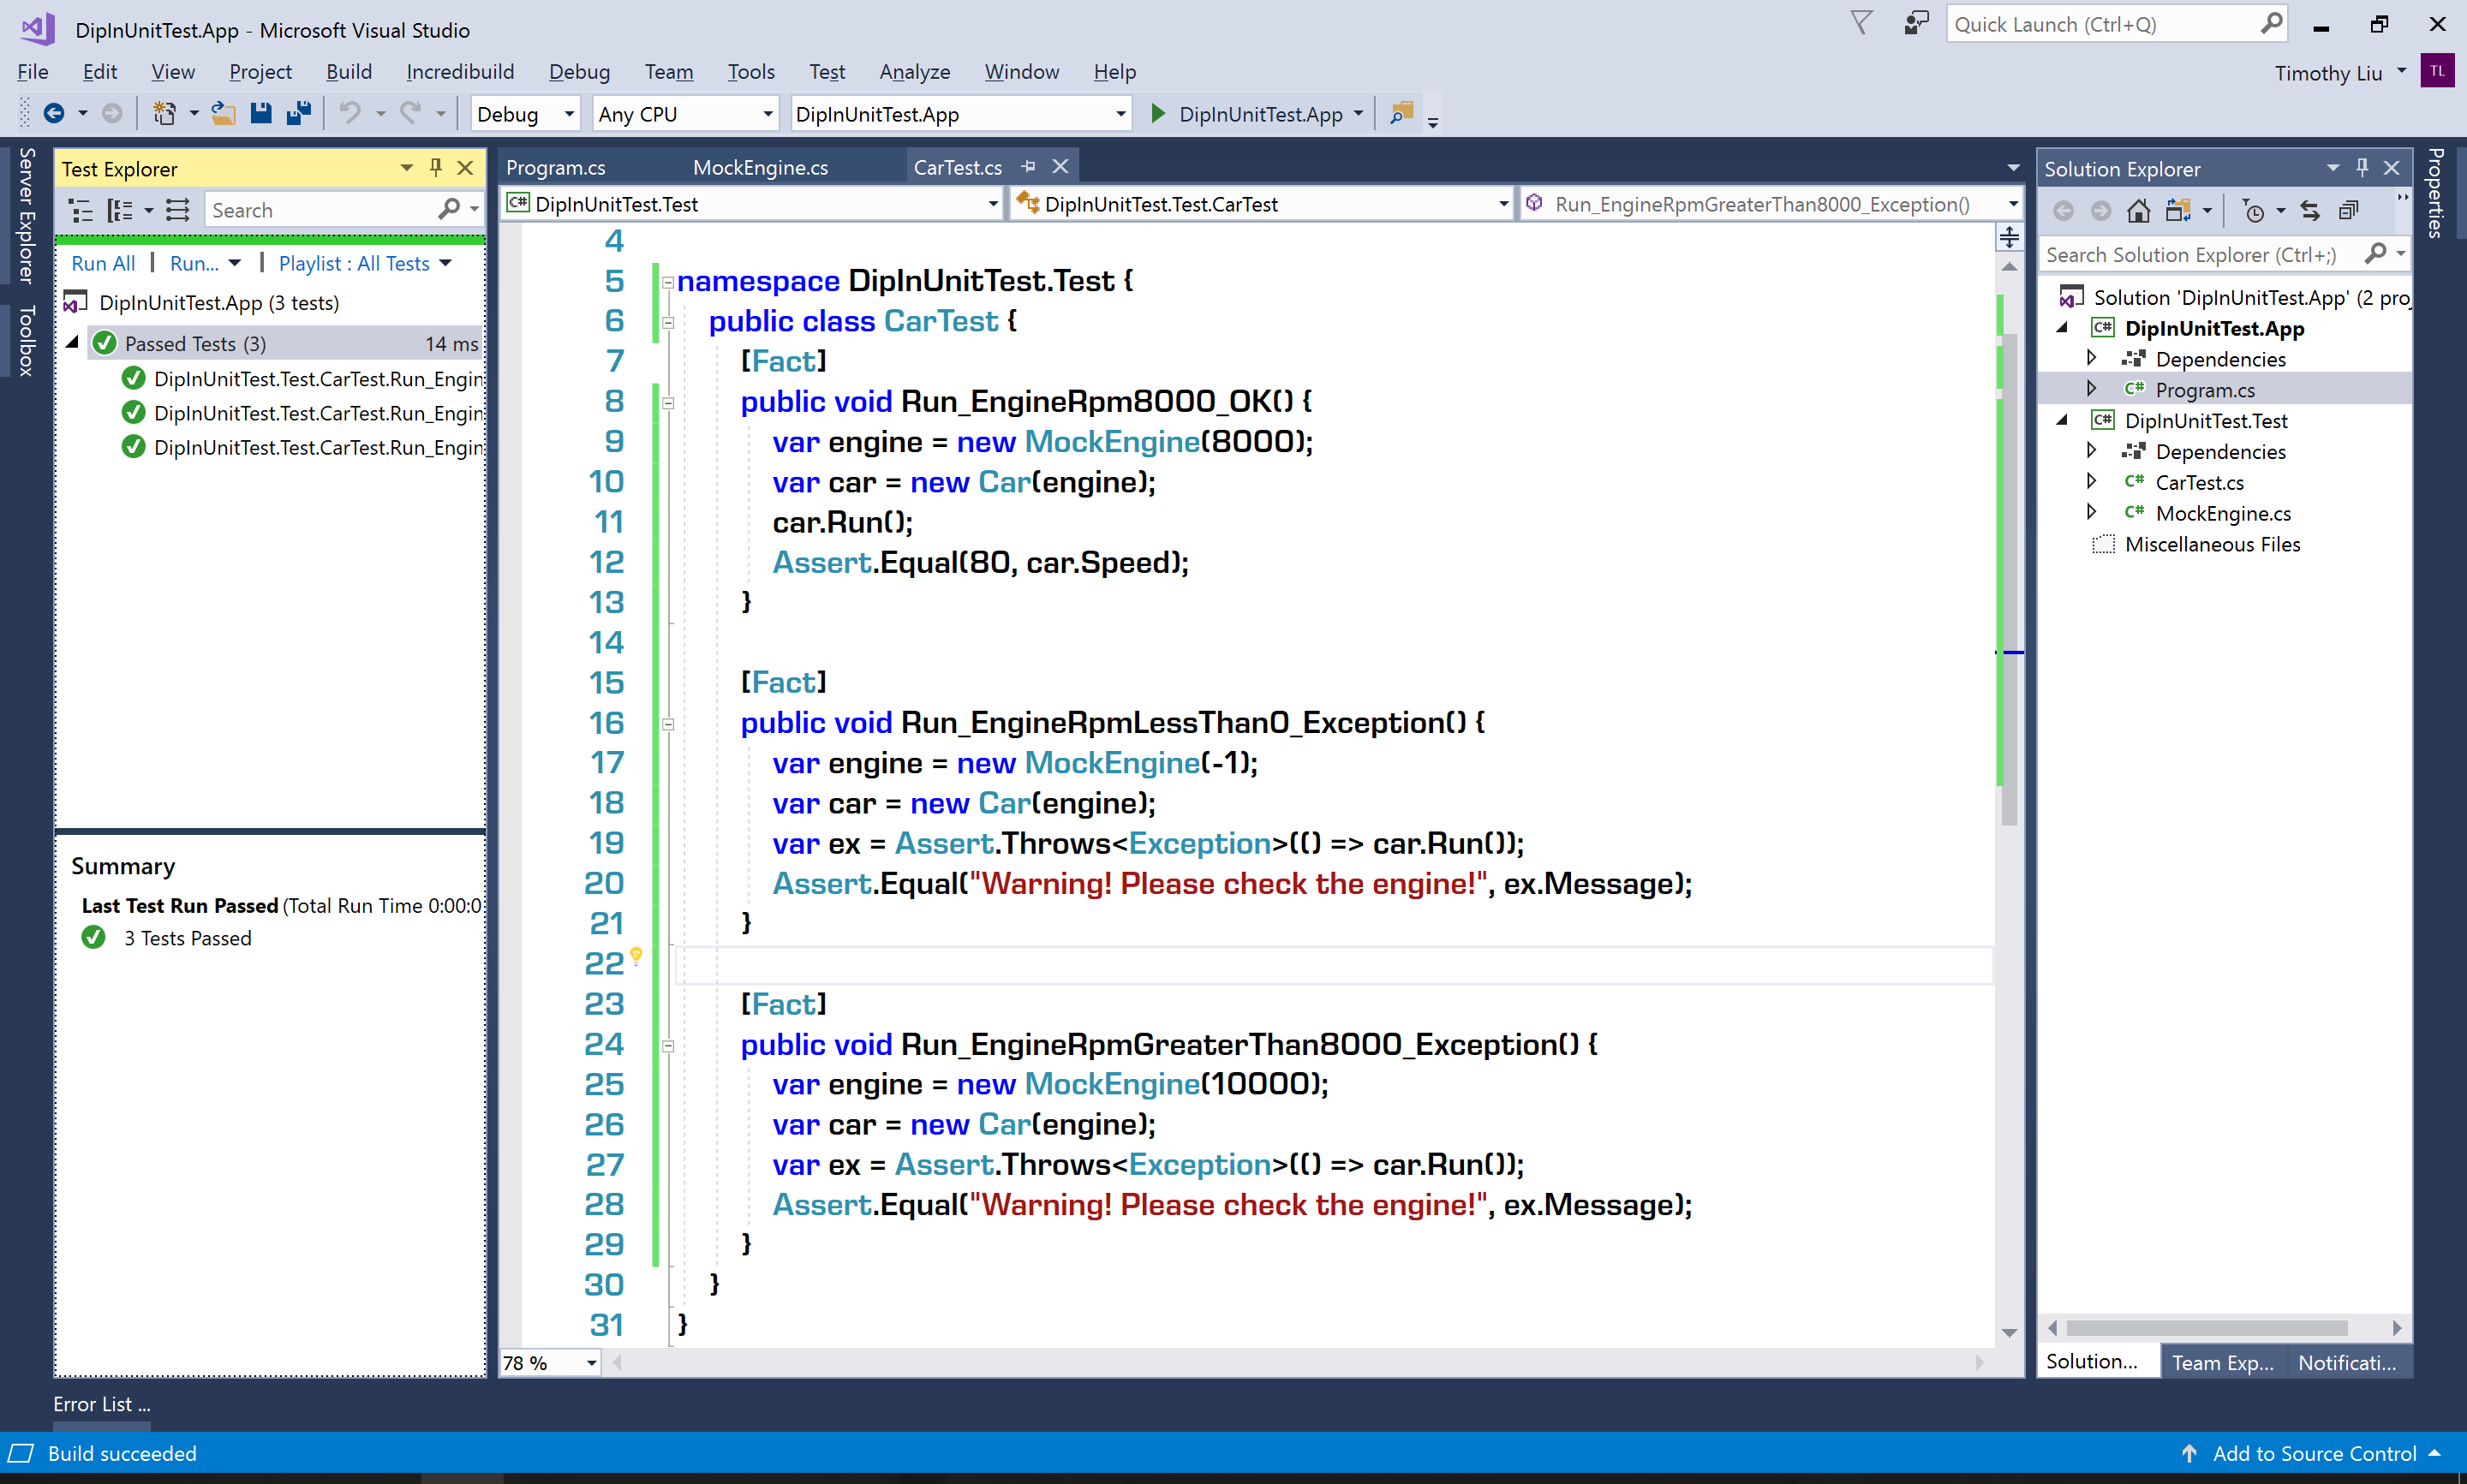 DipInUnitTest.App - Microsoft Visual Studio
Quick Launch (Ctrl+Q)
File Edit View Project Build Incredibuild Debug Team Tools Test Analyze Window Help
Timothy Liu TL
Debug Any CPU DipInUnitTest.App DipInUnitTest.App
Server Explorer
Toolbox
Test Explorer
Search
Run All | Run... | Playlist : All Tests
DipInUnitTest.App (3 tests)
Passed Tests (3) 14 ms
DipInUnitTest.Test.CarTest.Run_Engin
DipInUnitTest.Test.CarTest.Run_Engin
DipInUnitTest.Test.CarTest.Run_Engin
Summary
Last Test Run Passed (Total Run Time 0:00:0
3 Tests Passed
Program.cs MockEngine.cs CarTest.cs
C# DipInUnitTest.Test DipInUnitTest.Test.CarTest Run_EngineRpmGreaterThan8000_Exception()
4
5 namespace DipInUnitTest.Test {
6 public class CarTest {
7 [Fact]
8 public void Run_EngineRpm8000_OK() {
9 var engine = new MockEngine(8000);
10 var car = new Car(engine);
11 car.Run();
12 Assert.Equal(80, car.Speed);
13 }
14
15 [Fact]
16 public void Run_EngineRpmLessThan0_Exception() {
17 var engine = new MockEngine(-1);
18 var car = new Car(engine);
19 var ex = Assert.Throws<Exception>(() => car.Run());
20 Assert.Equal("Warning! Please check the engine!", ex.Message);
21 }
22
23 [Fact]
24 public void Run_EngineRpmGreaterThan8000_Exception() {
25 var engine = new MockEngine(10000);
26 var car = new Car(engine);
27 var ex = Assert.Throws<Exception>(() => car.Run());
28 Assert.Equal("Warning! Please check the engine!", ex.Message);
29 }
30 }
31 }
78 %
Solution Explorer
Search Solution Explorer (Ctrl+;)
Solution 'DipInUnitTest.App' (2 proj
C# DipInUnitTest.App
Dependencies
C# Program.cs
C# DipInUnitTest.Test
Dependencies
C# CarTest.cs
C# MockEngine.cs
Miscellaneous Files
Solution... Team Exp... Notificati...
Properties
Error List ...
Build succeeded
Add to Source Control